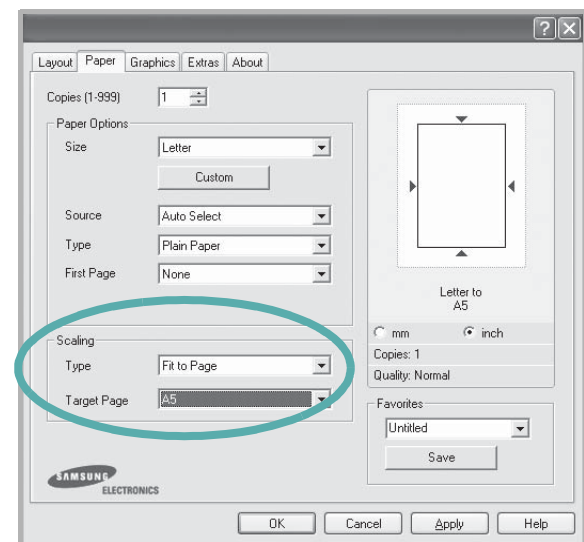 Layout Paper Graphics Extras About
Copies (1-999) 1
Paper Options
Size Letter
Custom
Source Auto Select
Type Plain Paper
First Page None
Scaling
Type Fit to Page
Target Page A5
SAMSUNG
ELECTRONICS
Letter to
A5
mm inch
Copies: 1
Quality: Normal
Favorites
Untitled
Save
OK Cancel Apply Help